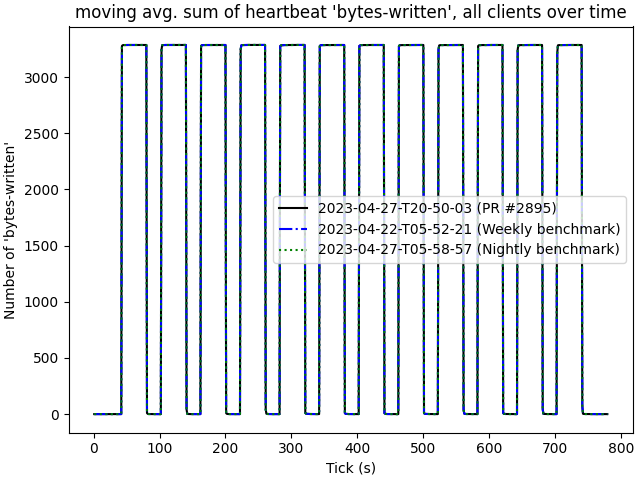 moving avg. sum of heartbeat 'bytes-written', all clients over time
Number of 'bytes-written'
3000
2500
2000
1500
1000
500
0
2023-04-27-T20-50-03 (PR #2895)
2023-04-22-T05-52-21 (Weekly benchmark)
2023-04-27-T05-58-57 (Nightly benchmark)
0 100 200 300 400 500 600 700 800
Tick (s)